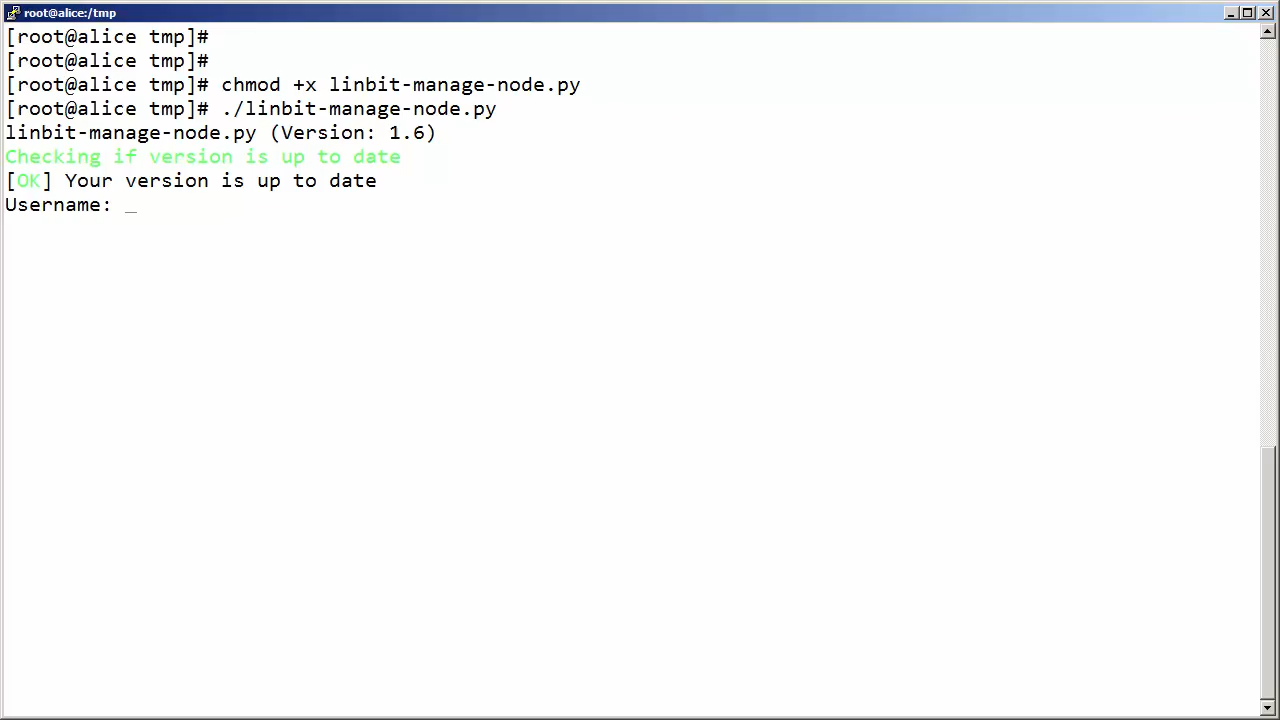 root@alice:/tmp
[root@alice tmp]#
[root@alice tmp]#
[root@alice tmp]# chmod +x linbit-manage-node.py
[root@alice tmp]# ./linbit-manage-node.py
linbit-manage-node.py (Version: 1.6)
Checking if version is up to date
[OK] Your version is up to date
Username: _